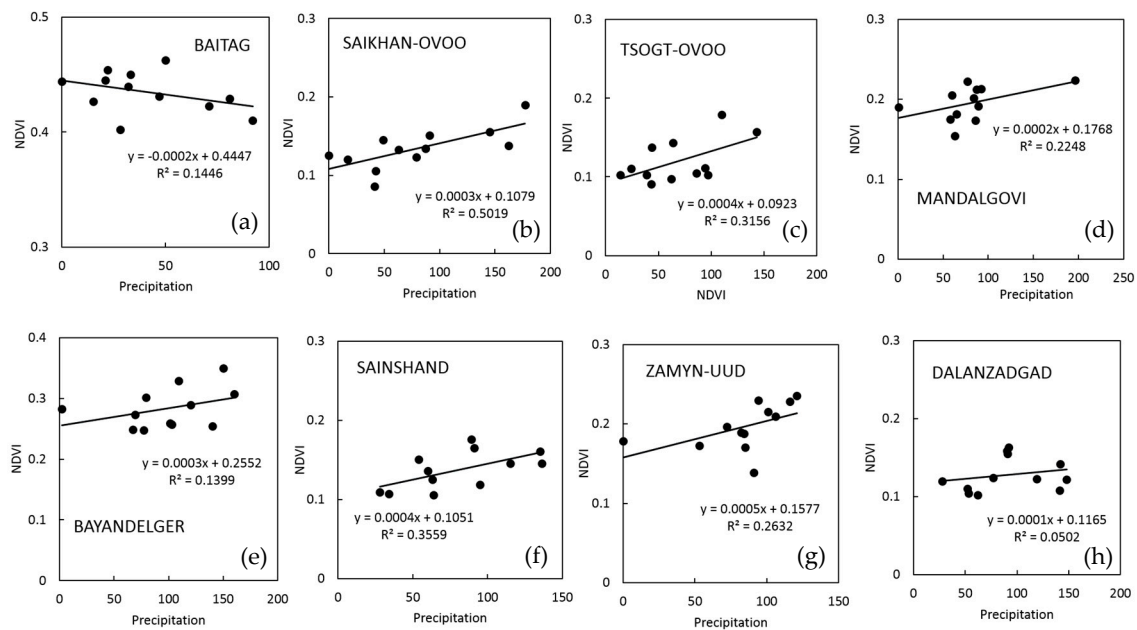 0.5
BAITAG
NDVI
0.4
y = -0.0002x + 0.4447
R² = 0.1446
(a)
0.3
0 50 100
Precipitation
0.3
SAIKHAN-OVOO
0.2
NDVI
0.1
y = 0.0003x + 0.1079
R² = 0.5019
(b)
0
0 50 100 150 200
Precipitation
0.3
TSOGT-OVOO
0.2
NDVI
0.1
y = 0.0004x + 0.0923
R² = 0.3156
(c)
0
0 50 100 150 200
NDVI
0.3
0.2
NDVI
y = 0.0002x + 0.1768
R² = 0.2248
0.1
MANDALGOVI
(d)
0
0 50 100 150 200 250
Precipitation
0.4
0.3
NDVI
0.2
y = 0.0003x + 0.2552
R² = 0.1399
0.1
BAYANDELGER
(e)
0
0 50 100 150 200
Precipitation
0.3
SAINSHAND
0.2
NDVI
0.1
y = 0.0004x + 0.1051
R² = 0.3559
(f)
0
0 50 100 150
Precipitation
0.3
ZAMYN-UUD
0.2
NDVI
0.1
y = 0.0005x + 0.1577
R² = 0.2632
(g)
0
0 50 100 150
Precipitation
0.3
DALANZADGAD
0.2
NDVI
0.1
y = 0.0001x + 0.1165
R² = 0.0502
(h)
0
0 50 100 150 200
Precipitation